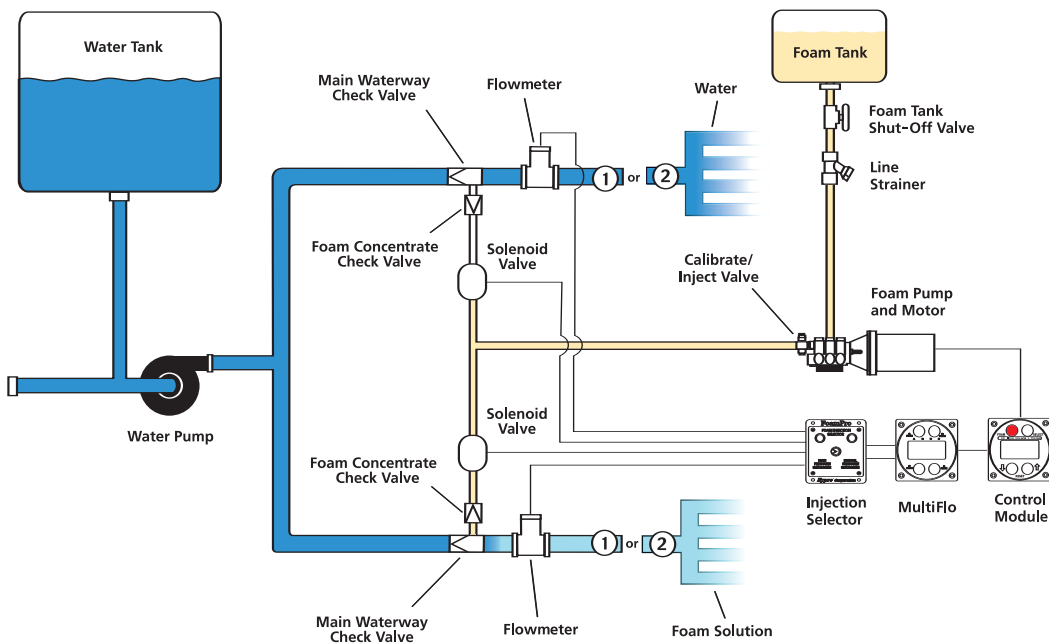 Water Tank
Foam Tank
Main Waterway
Check Valve
Flowmeter
Water
Foam Tank
Shut-Off Valve
Line
Strainer
1 or 2
Foam Concentrate
Check Valve
Solenoid
Valve
Calibrate/
Inject Valve
Foam Pump
and Motor
Water Pump
Solenoid
Valve
Foam Concentrate
Check Valve
FoamPro
Injection
Selector
MultiFlo
Control
Module
1 or 2
Main Waterway
Check Valve
Flowmeter
Foam Solution